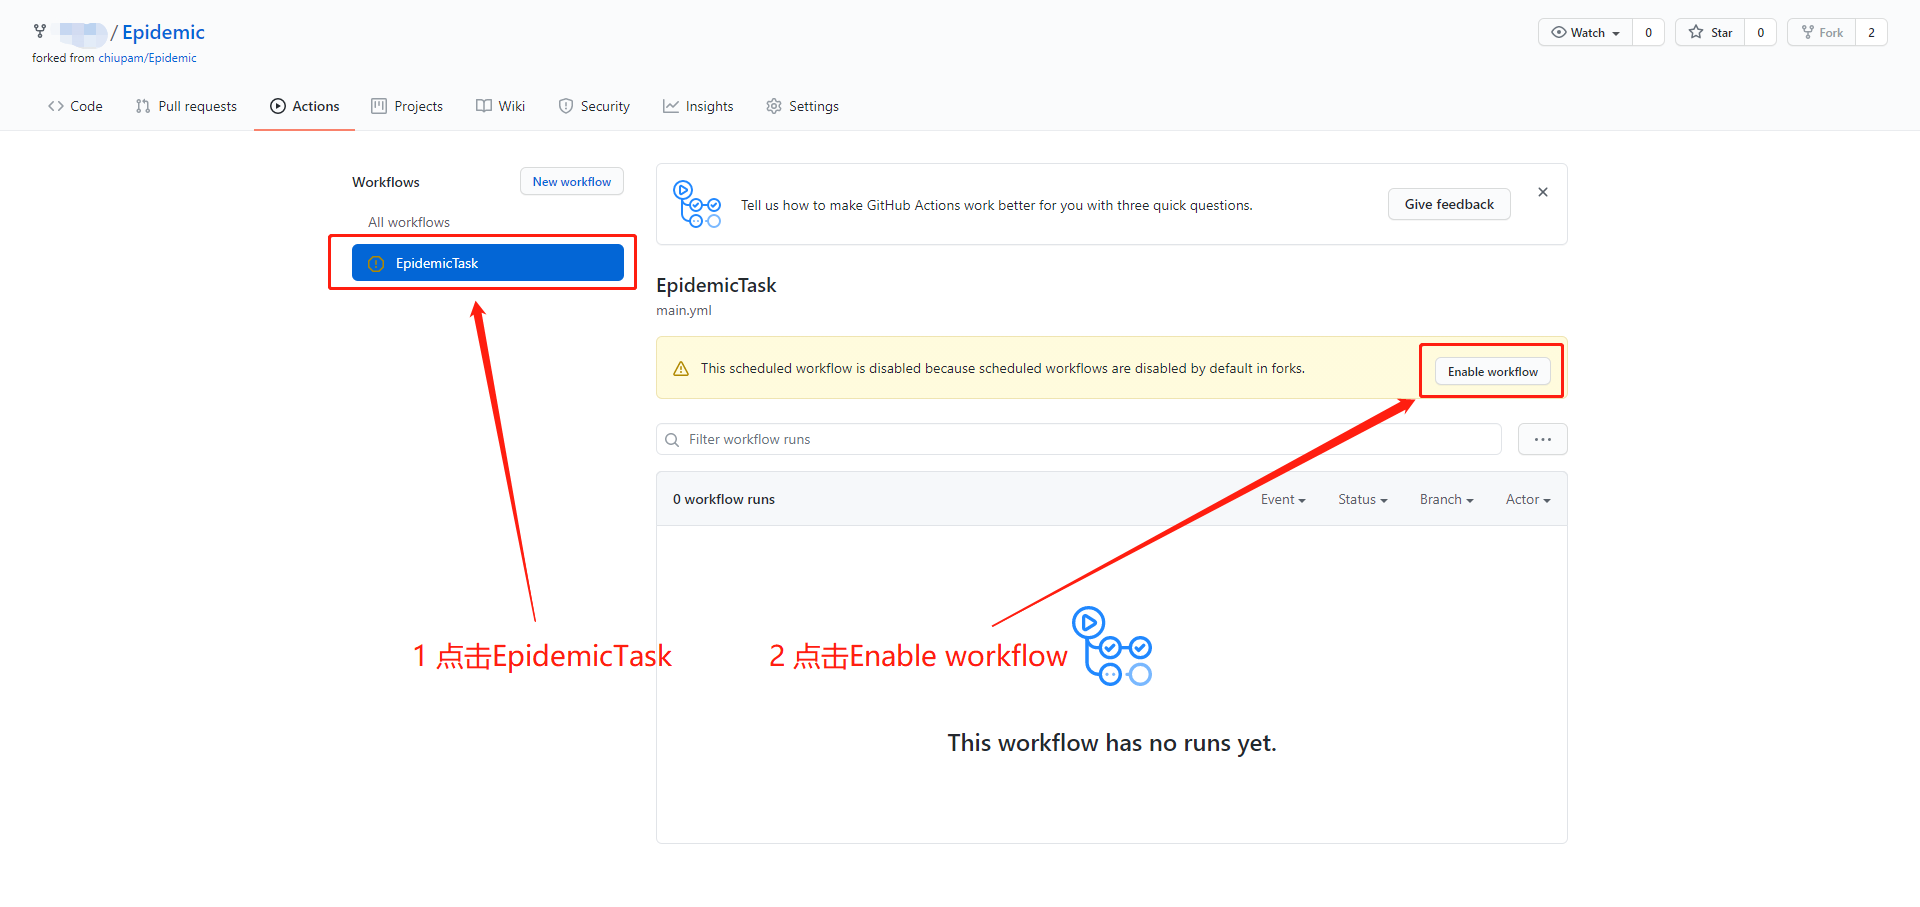 / Epidemic
forked from chiupam/Epidemic
Watch 0
Star 0
Fork 2
Code
Pull requests
Actions
Projects
Wiki
Security
Insights
Settings
Workflows
New workflow
All workflows
EpidemicTask
Tell us how to make GitHub Actions work better for you with three quick questions.
Give feedback
EpidemicTask
main.yml
This scheduled workflow is disabled because scheduled workflows are disabled by default in forks.
Enable workflow
Filter workflow runs
0 workflow runs
Event
Status
Branch
Actor
1 点击EpidemicTask
2 点击Enable workflow
This workflow has no runs yet.